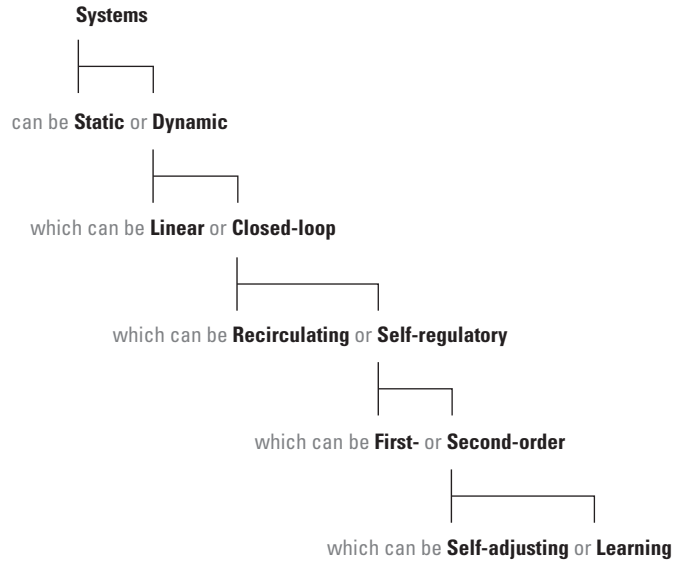 Systems
can be Static or Dynamic
which can be Linear or Closed-loop
which can be Recirculating or Self-regulatory
which can be First- or Second-order
which can be Self-adjusting or Learning